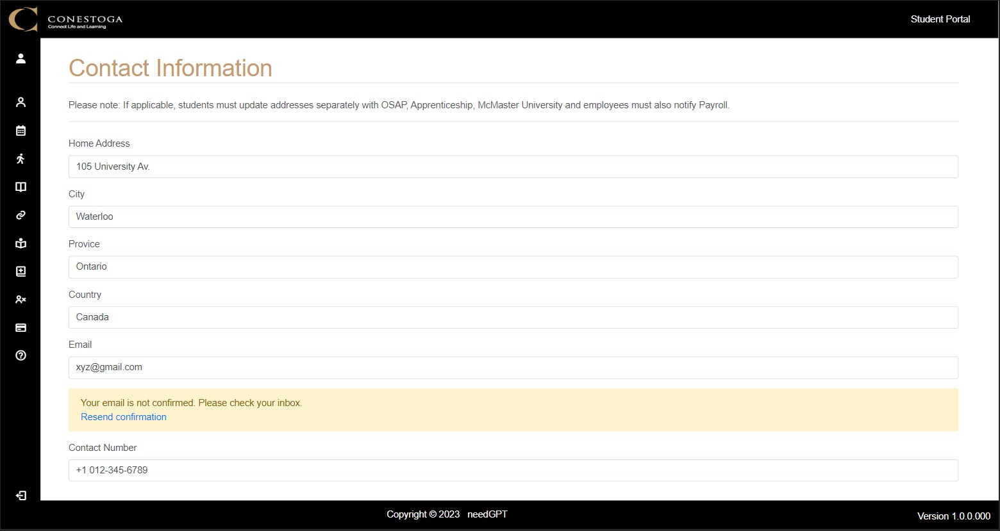 CONESTOGA
Connect Life and Learning
Student Portal
Contact Information
Please note: If applicable, students must update addresses separately with OSAP, Apprenticeship, McMaster University and employees must also notify Payroll.
Home Address
105 University Av.
City
Waterloo
Provice
Ontario
Country
Canada
Email
xyz@gmail.com
Your email is not confirmed. Please check your inbox.
Resend confirmation
Contact Number
+1 012-345-6789
Copyright © 2023 needGPT
Version 1.0.0.000